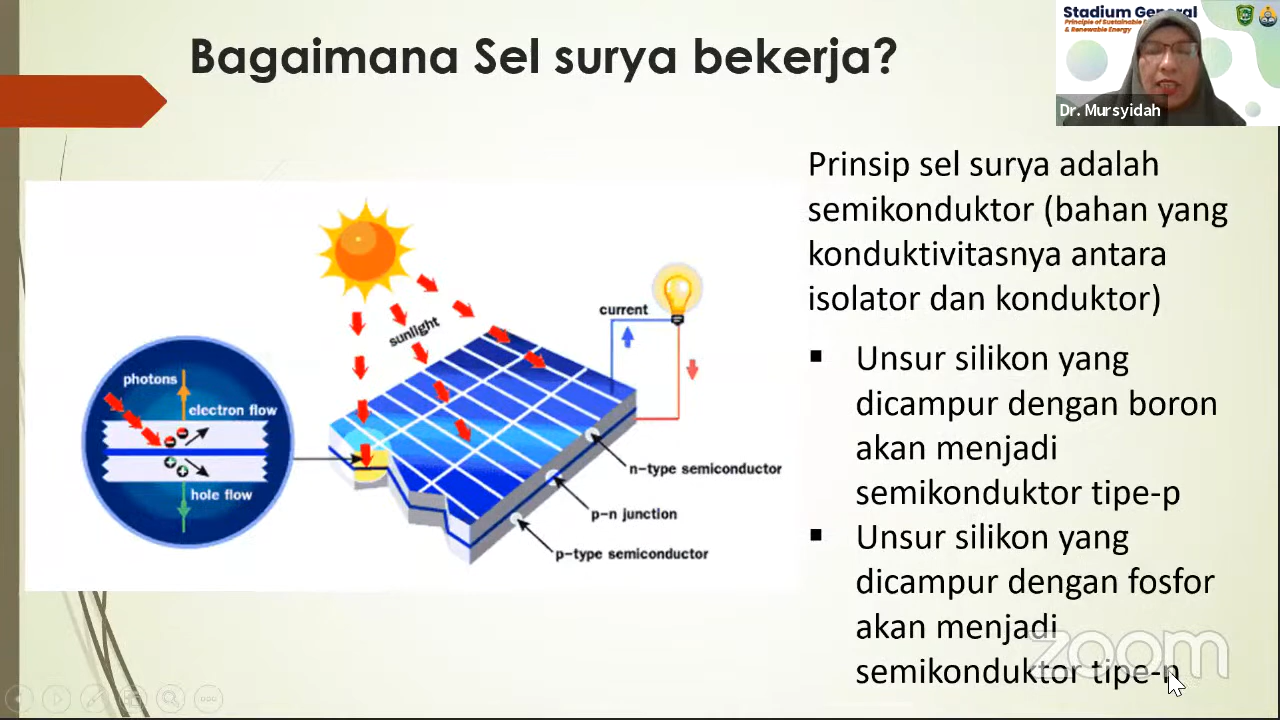 Bagaimana Sel surya bekerja?
Stadium General
Principle of Sustainable
& Renewable Energy
Dr. Mursyidah
Prinsip sel surya adalah
semikonduktor (bahan yang
konduktivitasnya antara
isolator dan konduktor)
▪ Unsur silikon yang
dicampur dengan boron
akan menjadi
semikonduktor tipe-p
▪ Unsur silikon yang
dicampur dengan fosfor
akan menjadi
semikonduktor tipe-n
sunlight
current
photons
electron flow
hole flow
n-type semiconductor
p-n junction
p-type semiconductor
zoom